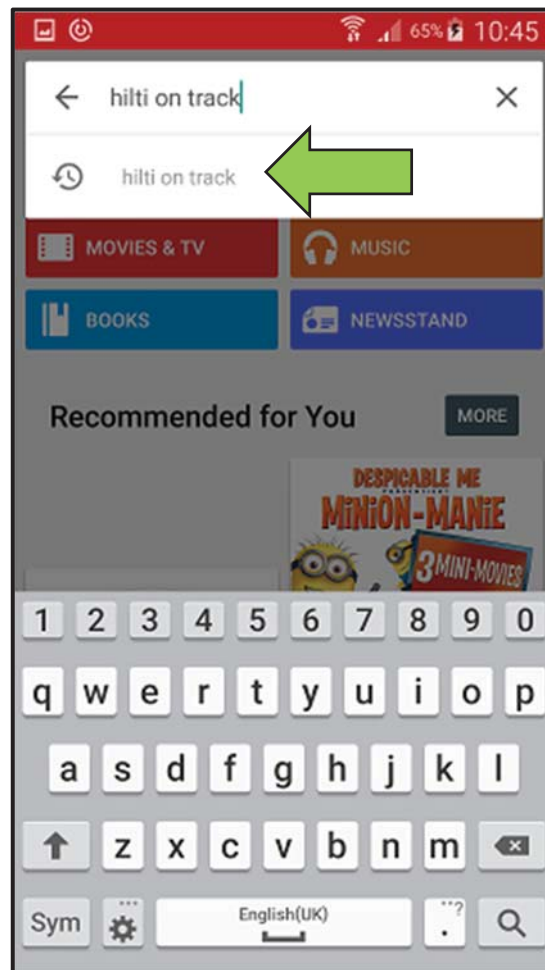 65% 10:45
hilti on track
hilti on track
MOVIES & TV MUSIC
BOOKS NEWSSTAND
Recommended for You MORE
DESPICABLE ME
MINION-MANIE
3 MINI-MOVIES
1 2 3 4 5 6 7 8 9 0
q w e r t y u i o p
a s d f g h j k l
z x c v b n m
Sym English(UK) . ?